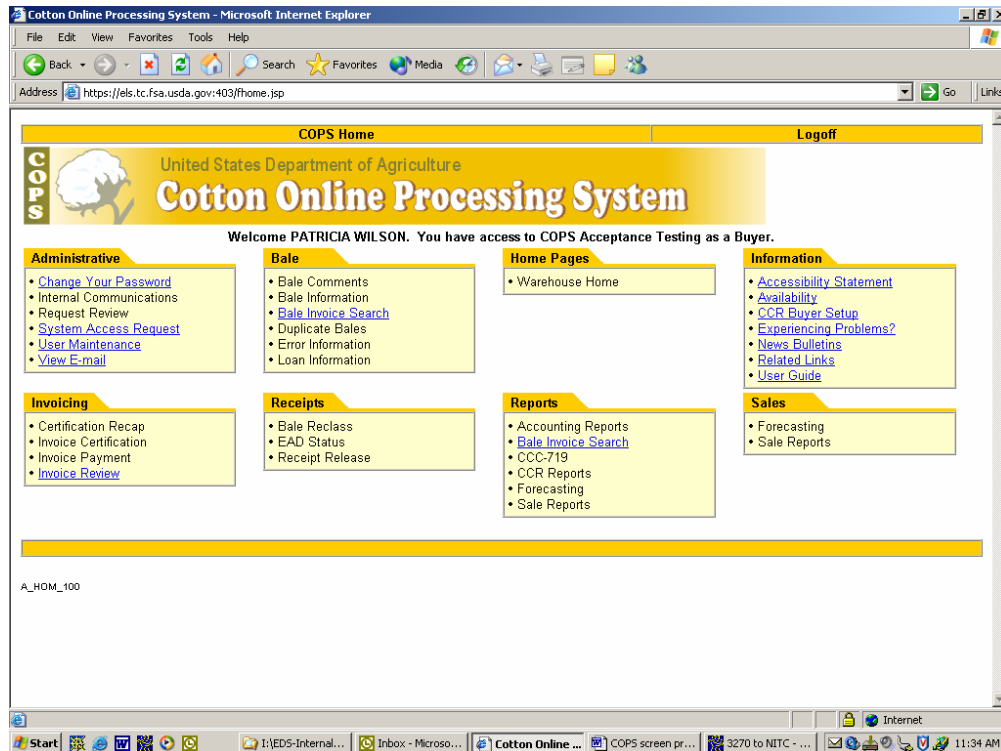 Cotton Online Processing System - Microsoft Internet Explorer
File Edit View Favorites Tools Help
Back Search Favorites Media
Address https://els.tc.fsa.usda.gov:403/fhome.jsp Go Links
COPS Home Logoff
COPS
United States Department of Agriculture
Cotton Online Processing System
Welcome PATRICIA WILSON. You have access to COPS Acceptance Testing as a Buyer.
Administrative
• Change Your Password
• Internal Communications
• Request Review
• System Access Request
• User Maintenance
• View E-mail
Bale
• Bale Comments
• Bale Information
• Bale Invoice Search
• Duplicate Bales
• Error Information
• Loan Information
Home Pages
• Warehouse Home
Information
• Accessibility Statement
• Availability
• CCR Buyer Setup
• Experiencing Problems?
• News Bulletins
• Related Links
• User Guide
Invoicing
• Certification Recap
• Invoice Certification
• Invoice Payment
• Invoice Review
Receipts
• Bale Reclass
• EAD Status
• Receipt Release
Reports
• Accounting Reports
• Bale Invoice Search
• CCC-719
• CCR Reports
• Forecasting
• Sale Reports
Sales
• Forecasting
• Sale Reports
A_HOM_100
Internet
Start I:\EDS-Internal... Inbox - Microso... Cotton Online ... COPS screen pr... 3270 to NITC - ... 11:34 AM